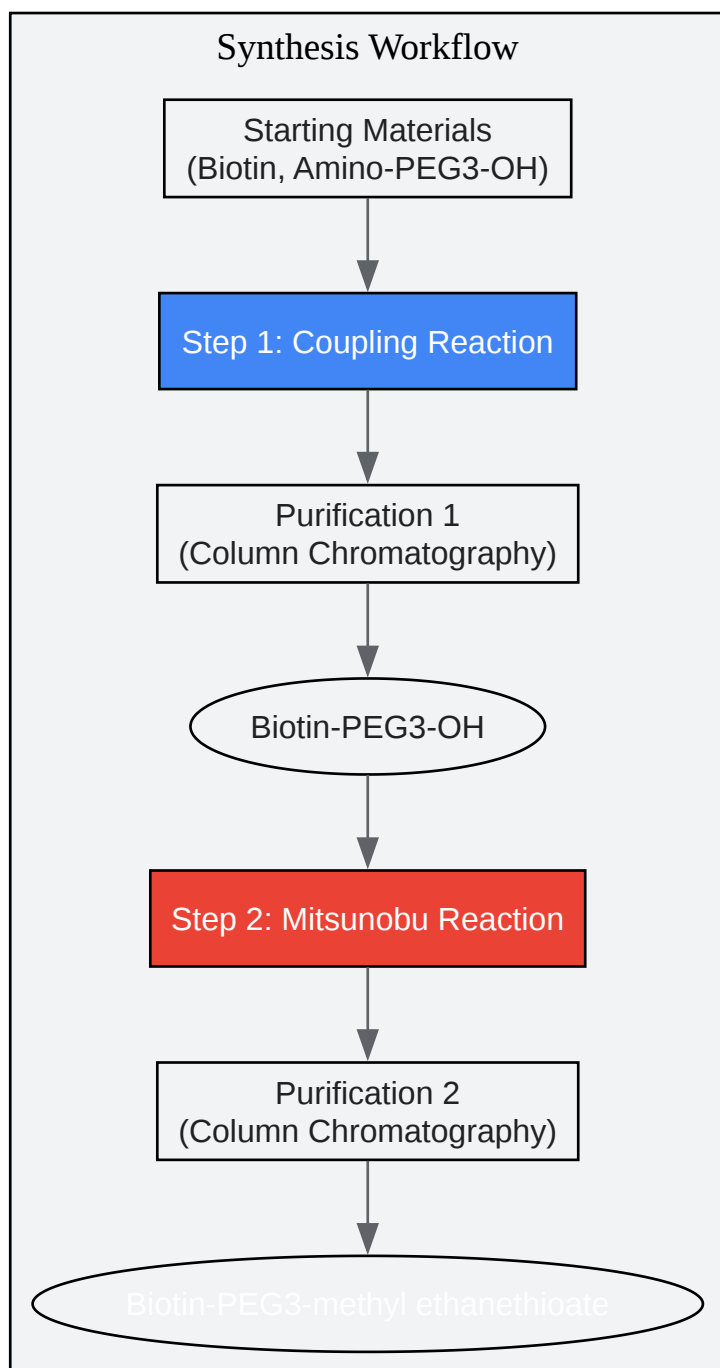 Synthesis Workflow
Starting Materials
(Biotin, Amino-PEG3-OH)
Step 1: Coupling Reaction
Purification 1
(Column Chromatography)
Biotin-PEG3-OH
Step 2: Mitsunobu Reaction
Purification 2
(Column Chromatography)
Biotin-PEG3-methyl ethanethioate